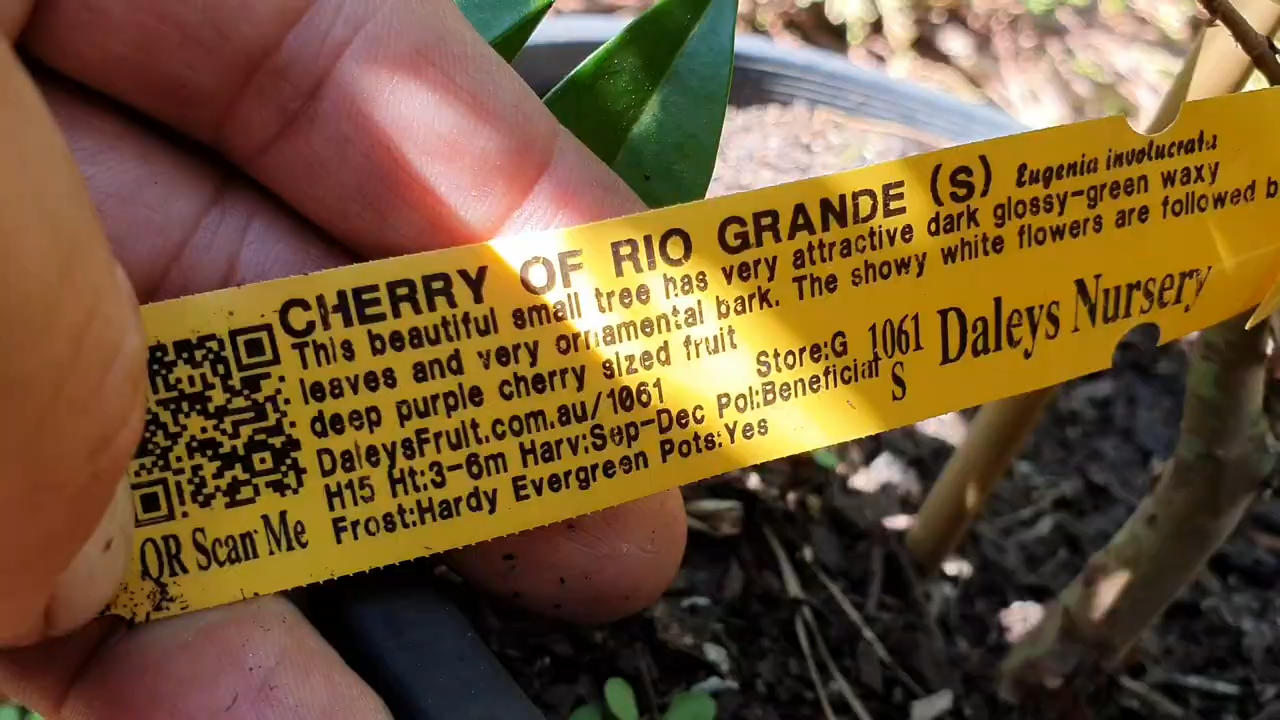 CHERRY OF RIO GRANDE (S) Eugenia involucrata
This beautiful small tree has very attractive dark glossy-green waxy
leaves and very ornamental bark. The showy white flowers are followed b
deep purple cherry sized fruit
DaleysFruit.com.au/1061 Store:G 1061 Daleys Nursery
H15 Ht:3-6m Harv:Sep-Dec Pol:Beneficial S
Frost:Hardy Evergreen Pots:Yes
QR Scan Me